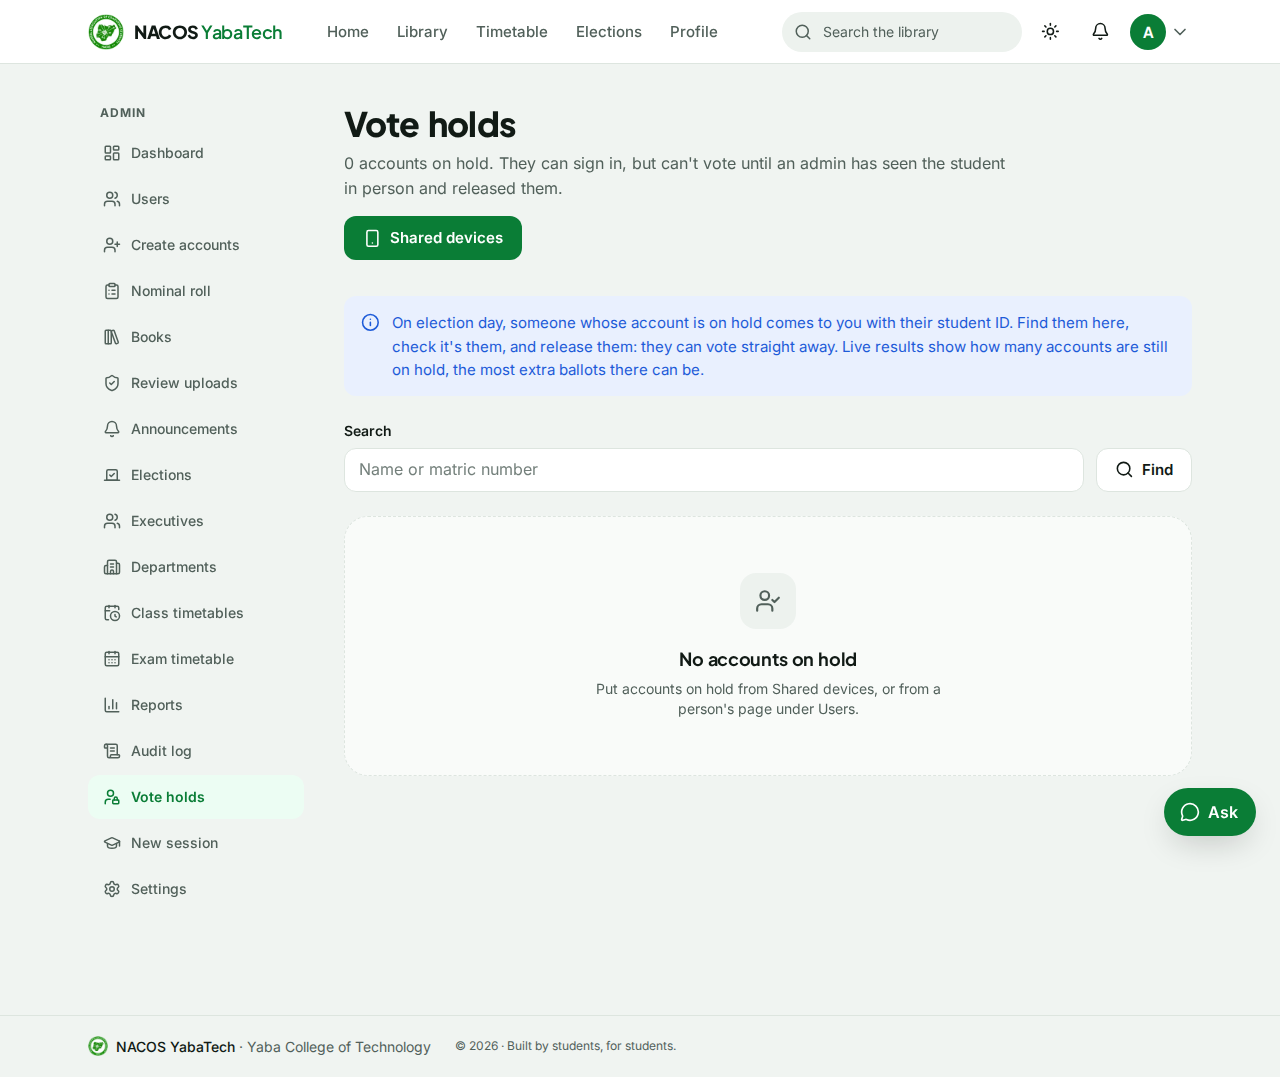 NACOS YabaTech
Home
Library
Timetable
Elections
Profile
Search the library
A
ADMIN
Dashboard
Users
Create accounts
Nominal roll
Books
Review uploads
Announcements
Elections
Executives
Departments
Class timetables
Exam timetable
Reports
Audit log
Vote holds
New session
Settings
Vote holds
0 accounts on hold. They can sign in, but can't vote until an admin has seen the student
in person and released them.
Shared devices
On election day, someone whose account is on hold comes to you with their student ID. Find them here,
check it's them, and release them: they can vote straight away. Live results show how many accounts are still
on hold, the most extra ballots there can be.
Search
Name or matric number
Find
No accounts on hold
Put accounts on hold from Shared devices, or from a
person's page under Users.
Ask
NACOS YabaTech · Yaba College of Technology
© 2026 · Built by students, for students.